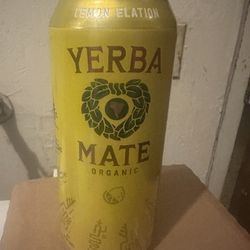 LEMON ELATION
YERBA
MATE
ORGANIC